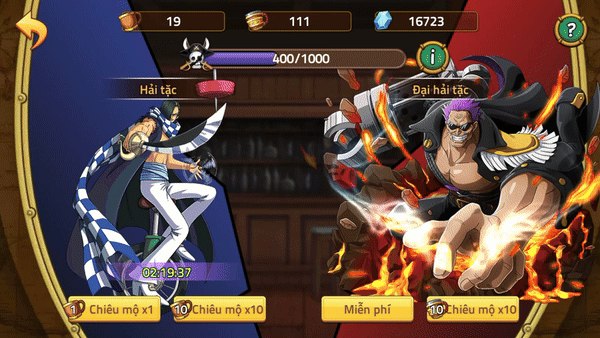 19
111
16723
?
400/1000
i
Hải tặc
Đại hải tặc
02:19:37
1 Chiêu mộ x1
10 Chiêu mộ x10
Miễn phí
10 Chiêu mộ x10